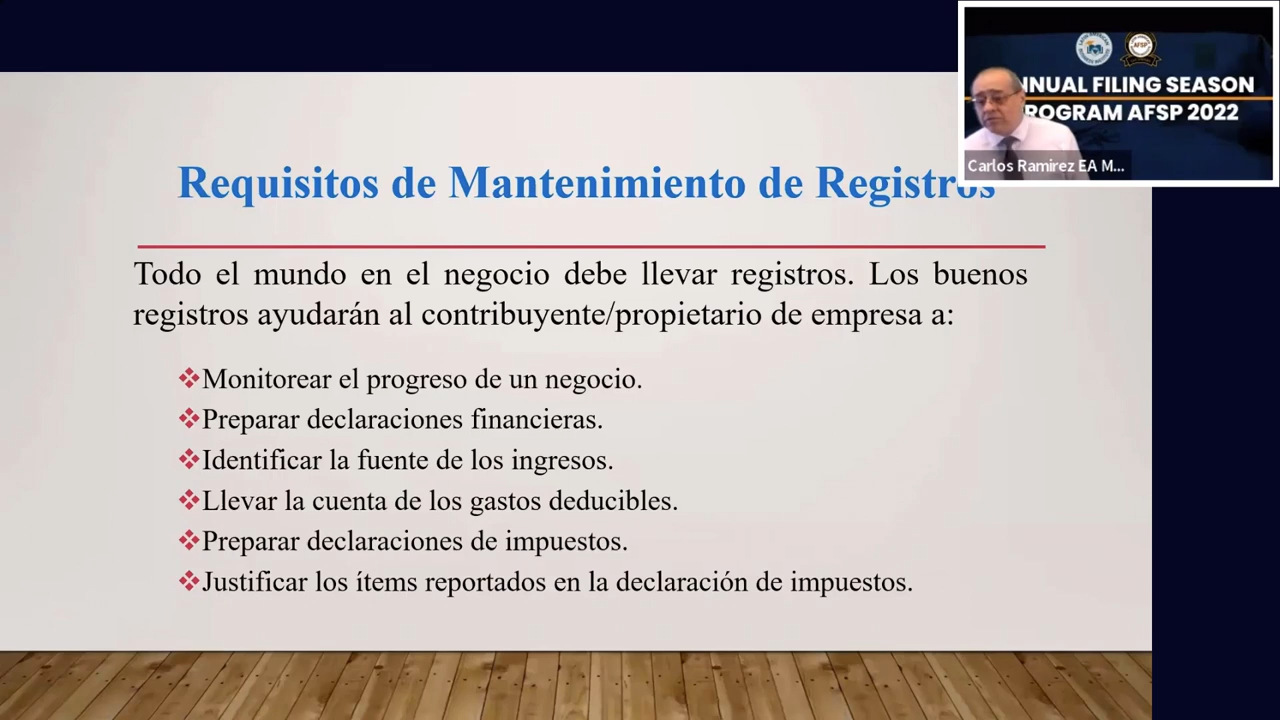 Requisitos de Mantenimiento de Registros
Todo el mundo en el negocio debe llevar registros. Los buenos
registros ayudarán al contribuyente/propietario de empresa a:
❖Monitorear el progreso de un negocio.
❖Preparar declaraciones financieras.
❖Identificar la fuente de los ingresos.
❖Llevar la cuenta de los gastos deducibles.
❖Preparar declaraciones de impuestos.
❖Justificar los ítems reportados en la declaración de impuestos.
AFSP
NNUAL FILING SEASON
ROGRAM AFSP 2022
Carlos Ramirez EA M...